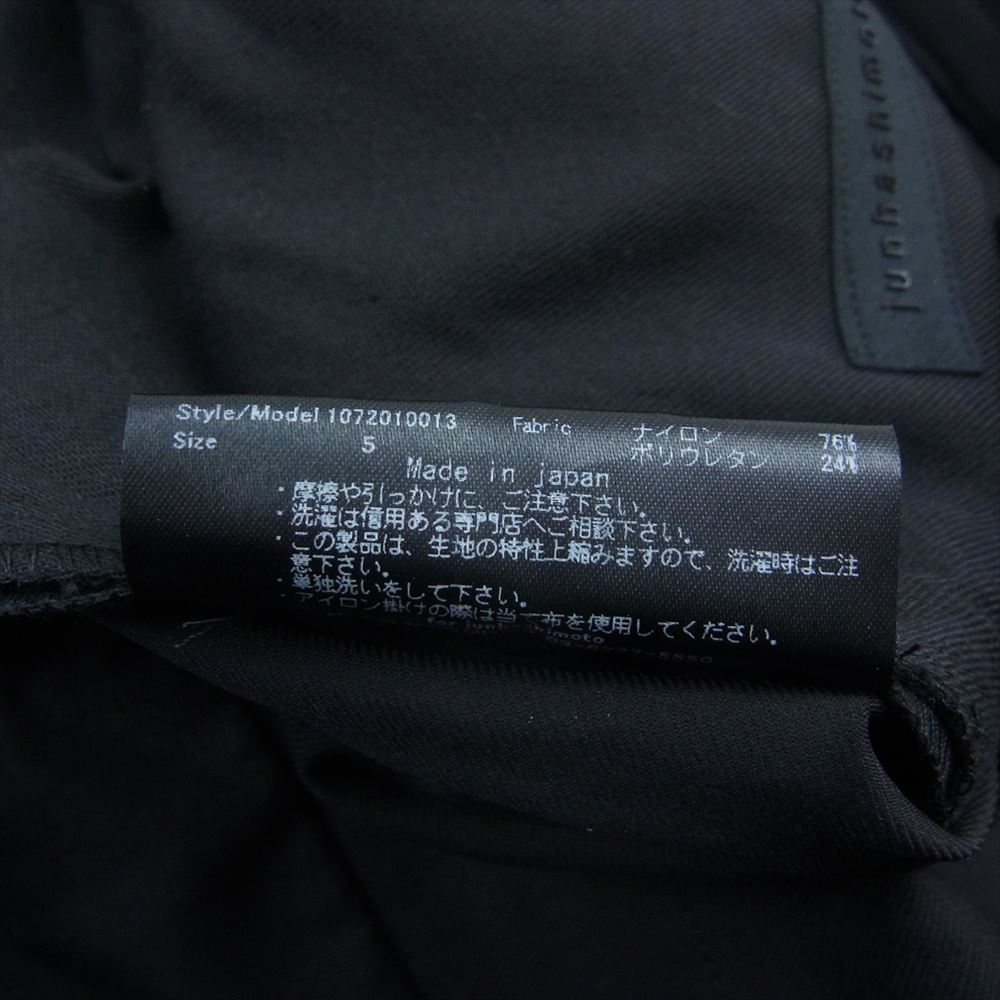 junhashimo
Style/Model 1072010013 Fabric ナイロン 76%
Size 5 ポリウレタン 24%
Made in japan
・摩擦や引っかけに、ご注意下さい。
・洗濯は信用ある専門店へご相談下さい。
・この製品は、生地の特性上縮みますので、洗濯時はご注
意下さい。
・単独洗いをして下さい。
・アイロン掛けの際は当て布を使用してください。
for jun hashimoto